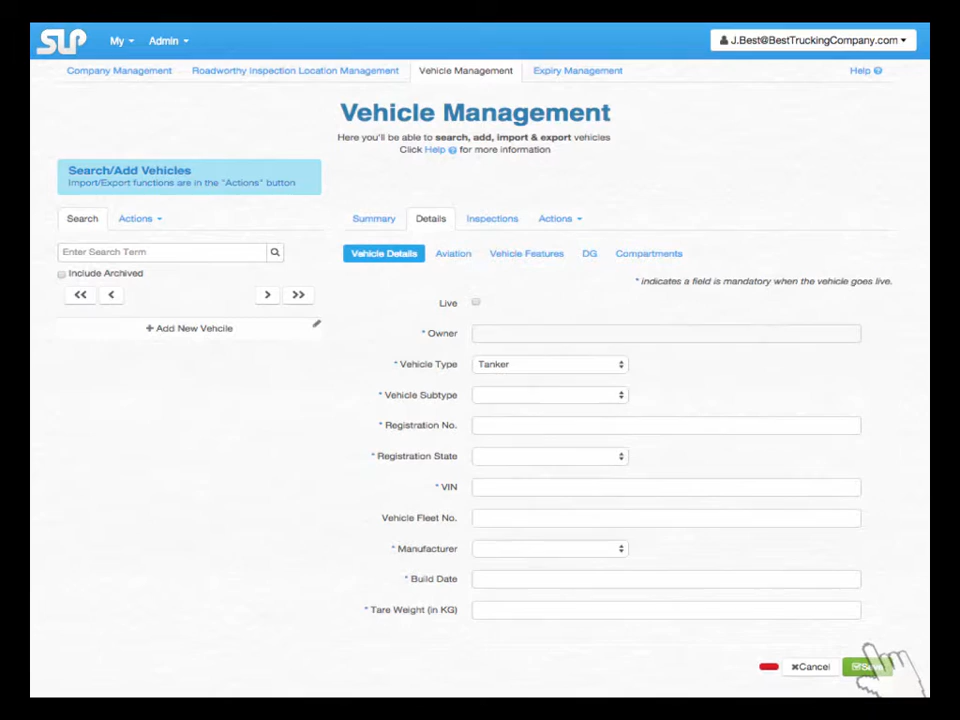 SLP My Admin J.Best@BestTruckingCompany.com
Company Management Roadworthy Inspection Location Management Vehicle Management Expiry Management Help
Vehicle Management
Here you'll be able to search, add, import & export vehicles
Click Help for more information
Search/Add Vehicles
Import/Export functions are in the "Actions" button
Search Actions
Enter Search Term
Include Archived
<< < > >>
+ Add New Vehcile
Summary Details Inspections Actions
Vehicle Details Aviation Vehicle Features DG Compartments
* indicates a field is mandatory when the vehicle goes live.
Live
* Owner
* Vehicle Type Tanker
* Vehicle Subtype
* Registration No.
* Registration State
* VIN
Vehicle Fleet No.
* Manufacturer
* Build Date
* Tare Weight (in KG)
Cancel Save